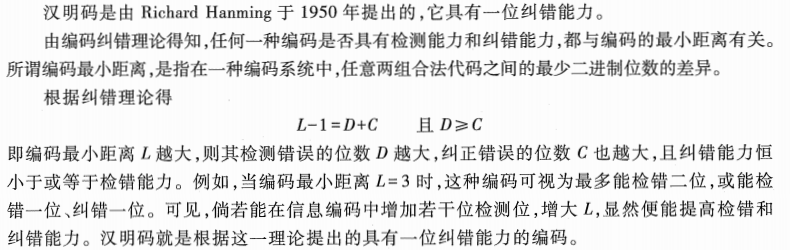 汉明码是由 Richard Hanming 于 1950 年提出的,它具有一位纠错能力。
由编码纠错理论得知,任何一种编码是否具有检测能力和纠错能力,都与编码的最小距离有关。
所谓编码最小距离,是指在一种编码系统中,任意两组合法代码之间的最少二进制位数的差异。
根据纠错理论得
L-1=D+C 且 D≥C
即编码最小距离 L 越大,则其检测错误的位数 D 越大,纠正错误的位数 C 也越大,且纠错能力恒
小于或等于检错能力。例如,当编码最小距离 L=3 时,这种编码可视为最多能检错二位,或能检
错一位、纠错一位。可见,倘若能在信息编码中增加若干位检测位,增大 L,显然便能提高检错和
纠错能力。汉明码就是根据这一理论提出的具有一位纠错能力的编码。